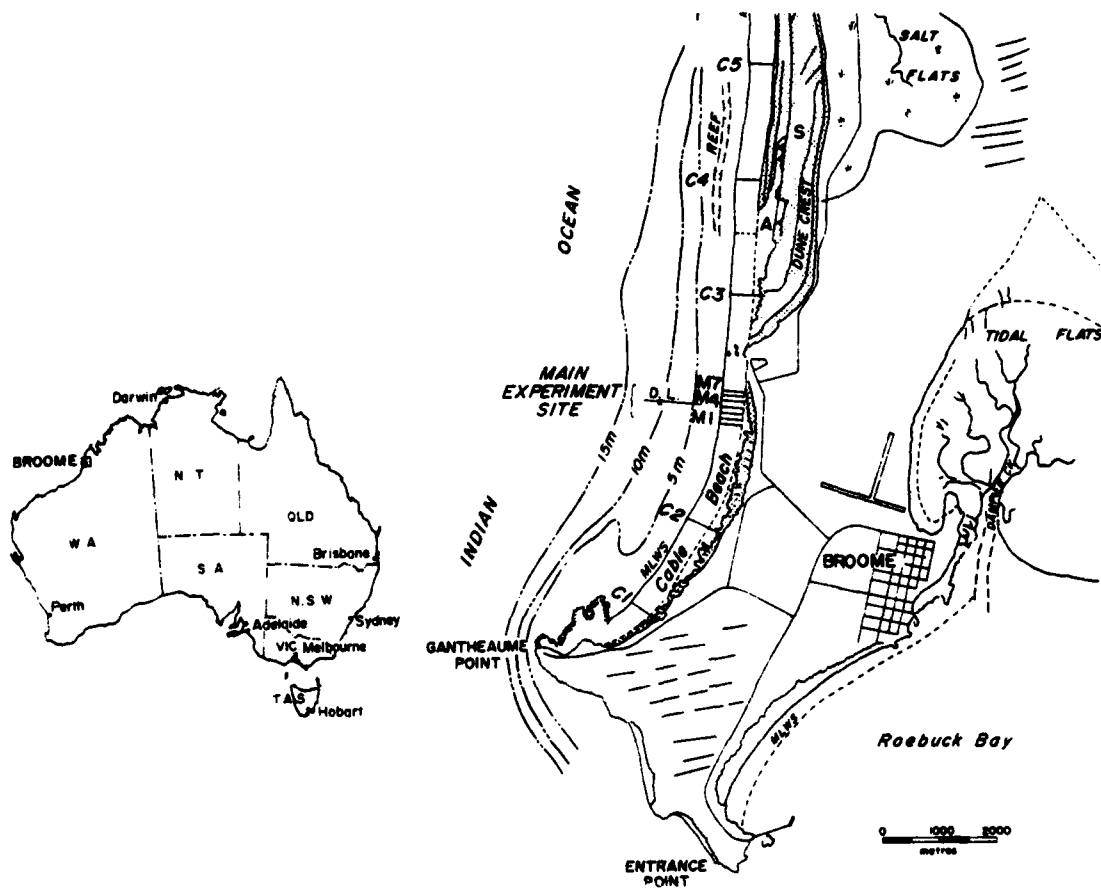 Darwin
BROOME
N T
W A
QLD
S A
Brisbane
N.S.W
Perth
Adelaide
Sydney
VIC Melbourne
TAS
Hobart
SALT
FLATS
C5
REEF
S
C4
OCEAN
A
DUNE CREST
C3
TIDAL FLATS
MAIN
EXPERIMENT
SITE
D L
M7
M4
M1
15m
10m
5m
C2
Beach
INDIAN
MLWS
Cable
C1
BROOME
GANTHEAUME
POINT
MLWS
Roebuck Bay
0 1000 2000
metres
ENTRANCE
POINT